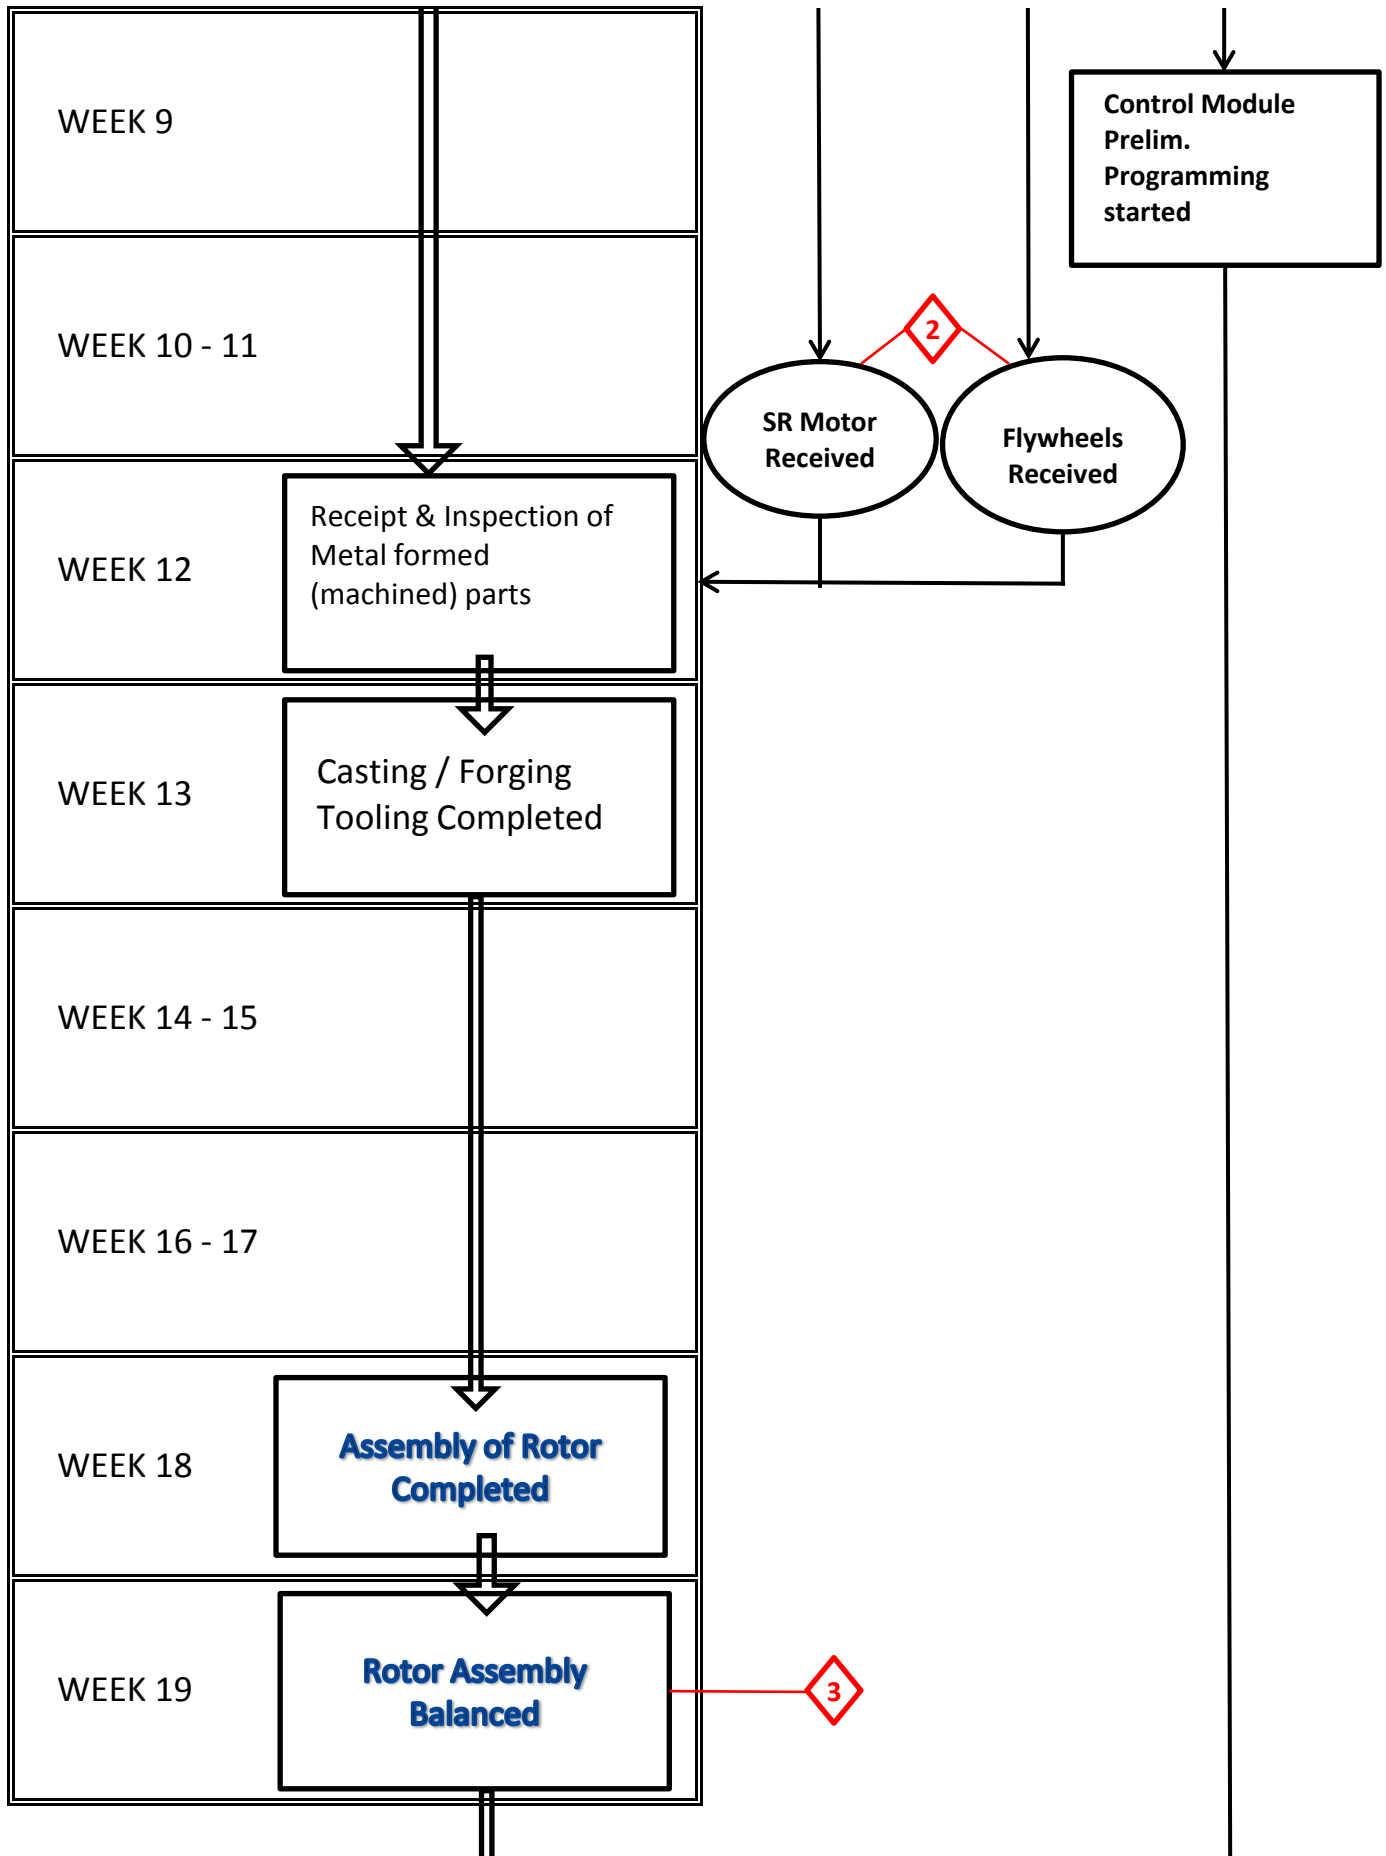 WEEK 9
Control Module
Prelim.
Programming
started
WEEK 10 - 11
2
SR Motor
Received
Flywheels
Received
WEEK 12
Receipt & Inspection of
Metal formed
(machined) parts
WEEK 13
Casting / Forging
Tooling Completed
WEEK 14 - 15
WEEK 16 - 17
WEEK 18
Assembly of Rotor
Completed
WEEK 19
Rotor Assembly
Balanced
3